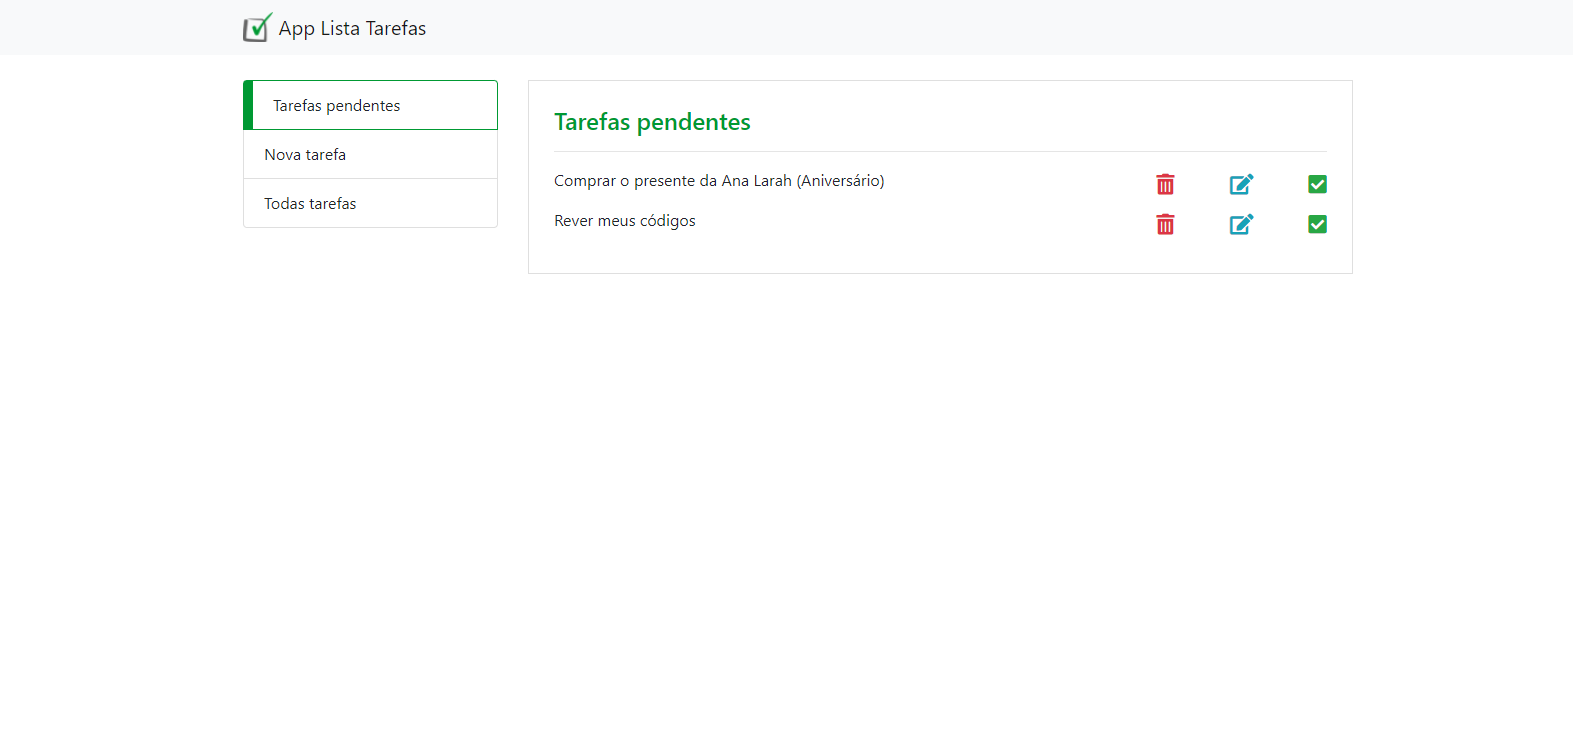 App Lista Tarefas
Tarefas pendentes
Nova tarefa
Todas tarefas
Tarefas pendentes
Comprar o presente da Ana Larah (Aniversário)
Rever meus códigos